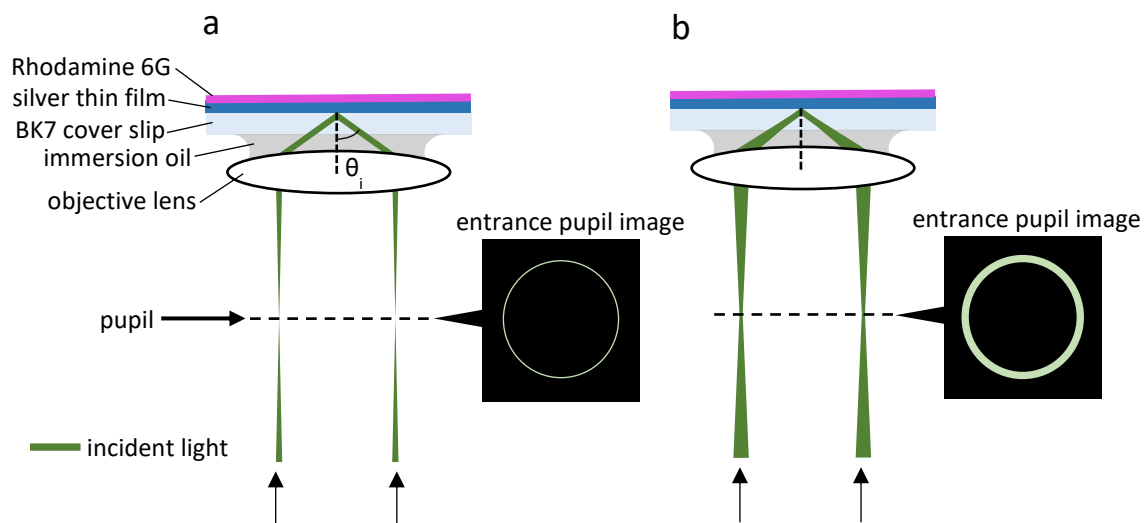 a
Rhodamine 6G
silver thin film
BK7 cover slip
immersion oil
objective lens
θi
entrance pupil image
pupil
incident light
b
entrance pupil image